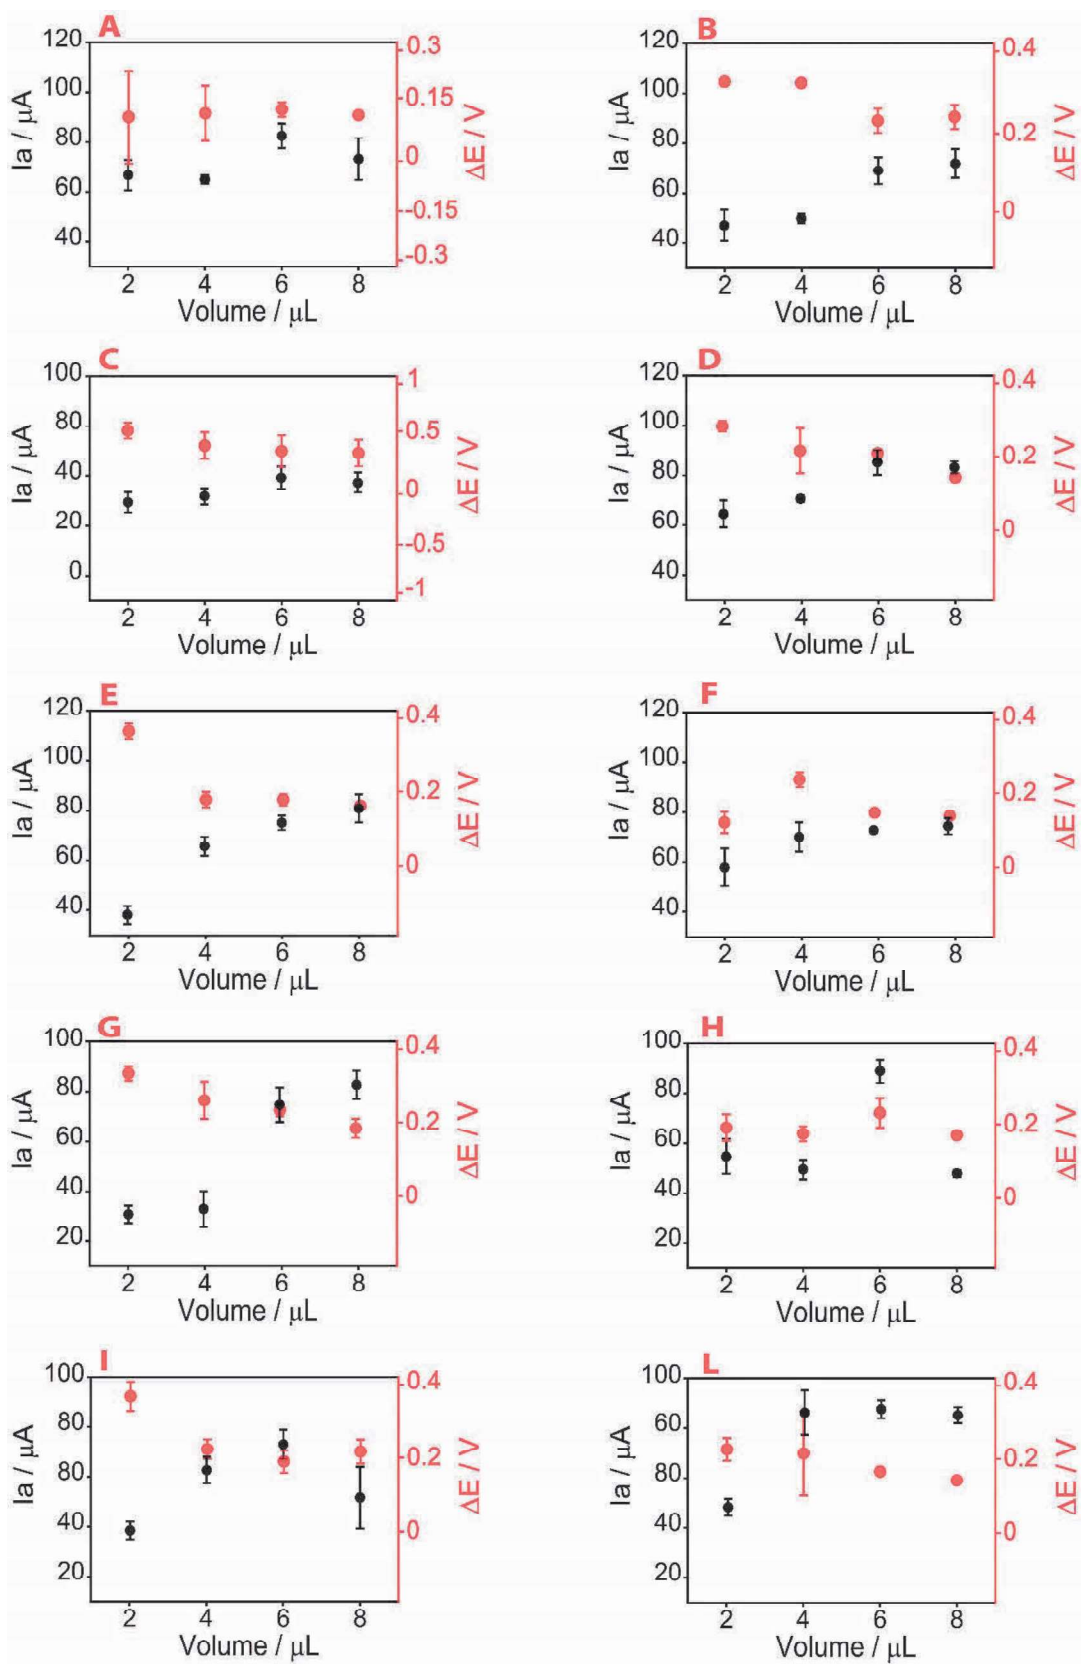 A
Ia / μA
120
100
80
60
40
0.3
0.15
0
-0.15
-0.3
ΔE / V
2 4 6 8
Volume / μL
B
Ia / μA
120
100
80
60
40
0.4
0.2
0
ΔE / V
2 4 6 8
Volume / μL
C
Ia / μA
100
80
40
20
0
1
0.5
0
-0.5
-1
ΔE / V
2 4 6 8
Volume / μL
D
Ia / μA
120
100
80
60
40
0.4
0.2
0
ΔE / V
2 4 6 8
Volume / μL
E
Ia / μA
120
100
80
60
40
0.4
0.2
0
ΔE / V
2 4 6 8
Volume / μL
F
Ia / μA
120
100
80
60
40
0.4
0.2
0
ΔE / V
2 4 6 8
Volume / μL
G
Ia / μA
100
80
60
40
20
0.4
0.2
0
ΔE / V
2 4 6 8
Volume / μL
H
Ia / μA
100
80
60
40
20
0.4
0.2
0
ΔE / V
2 4 6 8
Volume / μL
I
Ia / μA
100
80
80
40
20
0.4
0.2
0
ΔE / V
2 4 6 8
Volume / μL
L
Ia / μA
100
60
80
40
20
0.4
0.2
0
ΔE / V
2 4 6 8
Volume / μL